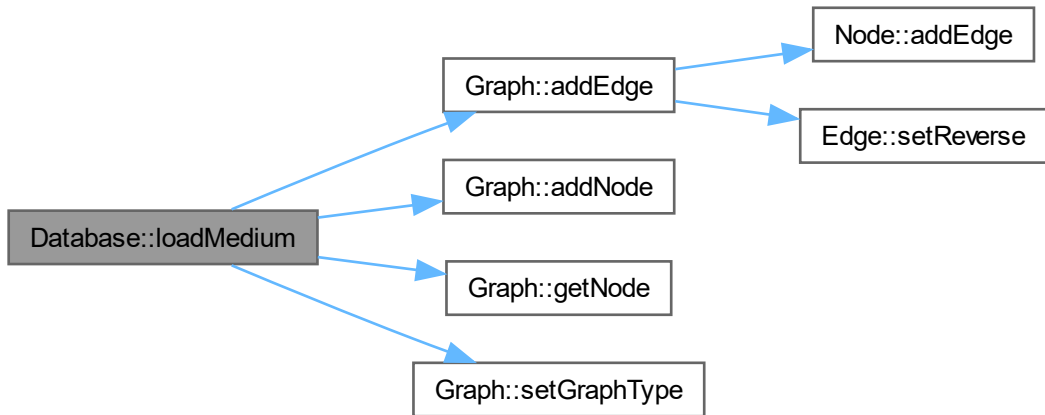 Node::addEdge
Graph::addEdge
Edge::setReverse
Graph::addNode
Database::loadMedium
Graph::getNode
Graph::setGraphType